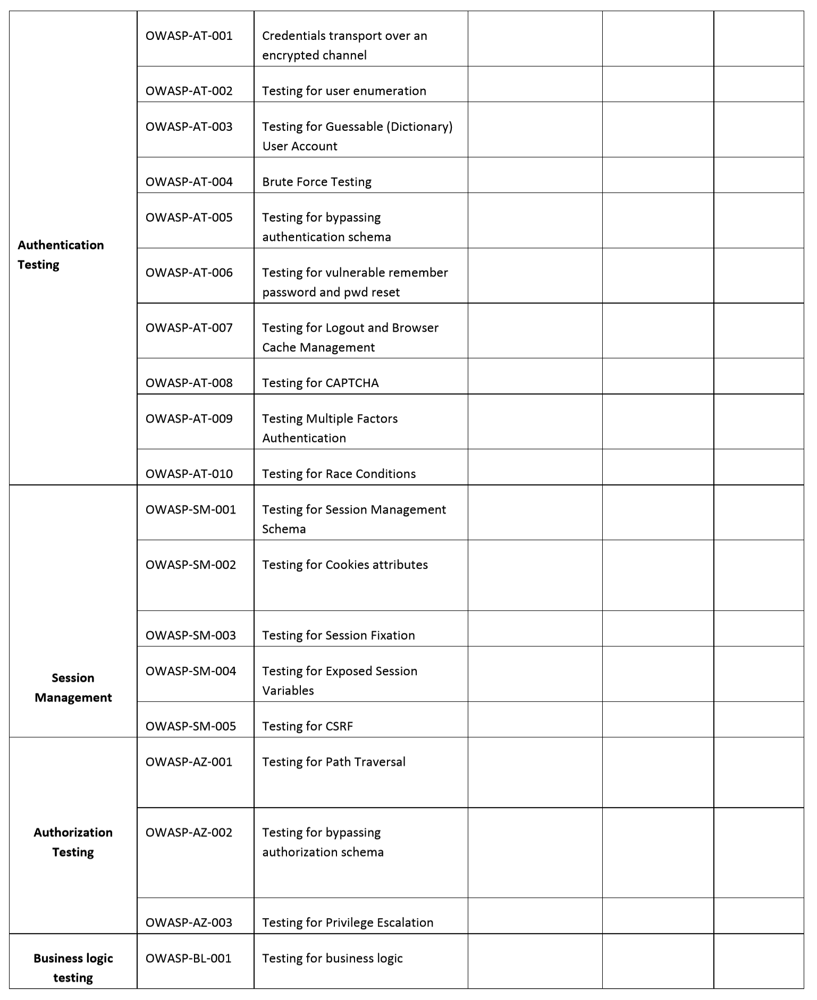 OWASP-AT-001
Credentials transport over an
encrypted channel
OWASP-AT-002
Testing for user enumeration
OWASP-AT-003
Testing for Guessable (Dictionary)
User Account
OWASP-AT-004
Brute Force Testing
OWASP-AT-005
Testing for bypassing
authentication schema
Authentication
Testing
OWASP-AT-006
Testing for vulnerable remember
password and pwd reset
OWASP-AT-007
Testing for Logout and Browser
Cache Management
OWASP-AT-008
Testing for CAPTCHA
OWASP-AT-009
Testing Multiple Factors
Authentication
OWASP-AT-010
Testing for Race Conditions
OWASP-SM-001
Testing for Session Management
Schema
OWASP-SM-002
Testing for Cookies attributes
OWASP-SM-003
Testing for Session Fixation
Session
Management
OWASP-SM-004
Testing for Exposed Session
Variables
OWASP-SM-005
Testing for CSRF
OWASP-AZ-001
Testing for Path Traversal
Authorization
Testing
OWASP-AZ-002
Testing for bypassing
authorization schema
OWASP-AZ-003
Testing for Privilege Escalation
Business logic
testing
OWASP-BL-001
Testing for business logic